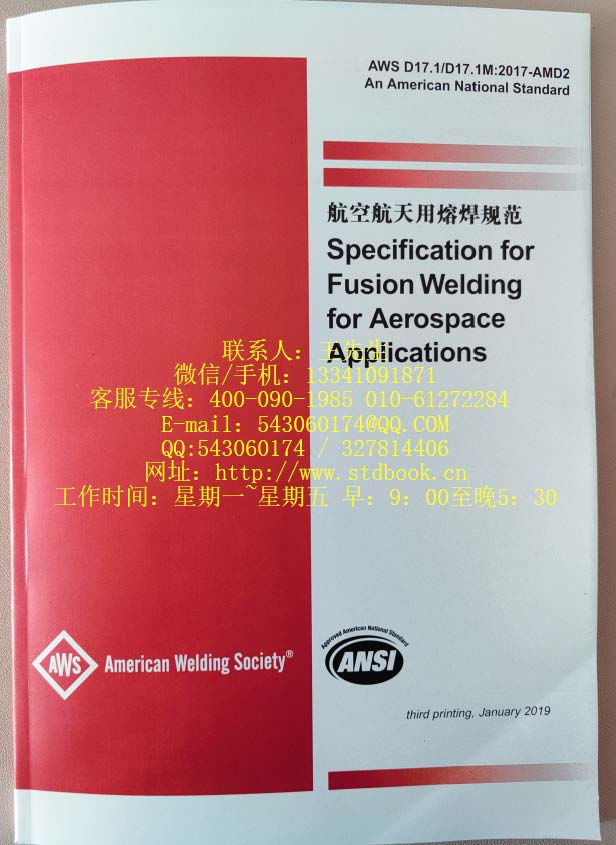 AWS D17.1/D17.1M:2017-AMD2
An American National Standard
航空航天用熔焊规范
Specification for
Fusion Welding
for Aerospace
Applications
联系人：王先生
微信/手机：13341091871
客服专线：400-090-1985 010-61272284
E-mail：543060174@QQ.COM
QQ:543060174 / 327814406
网址：http://www.stdbook.cn
工作时间：星期一~星期五 早：9：00至晚5：30
AWS American Welding Society®
Approved American National Standard
ANSI
third printing, January 2019